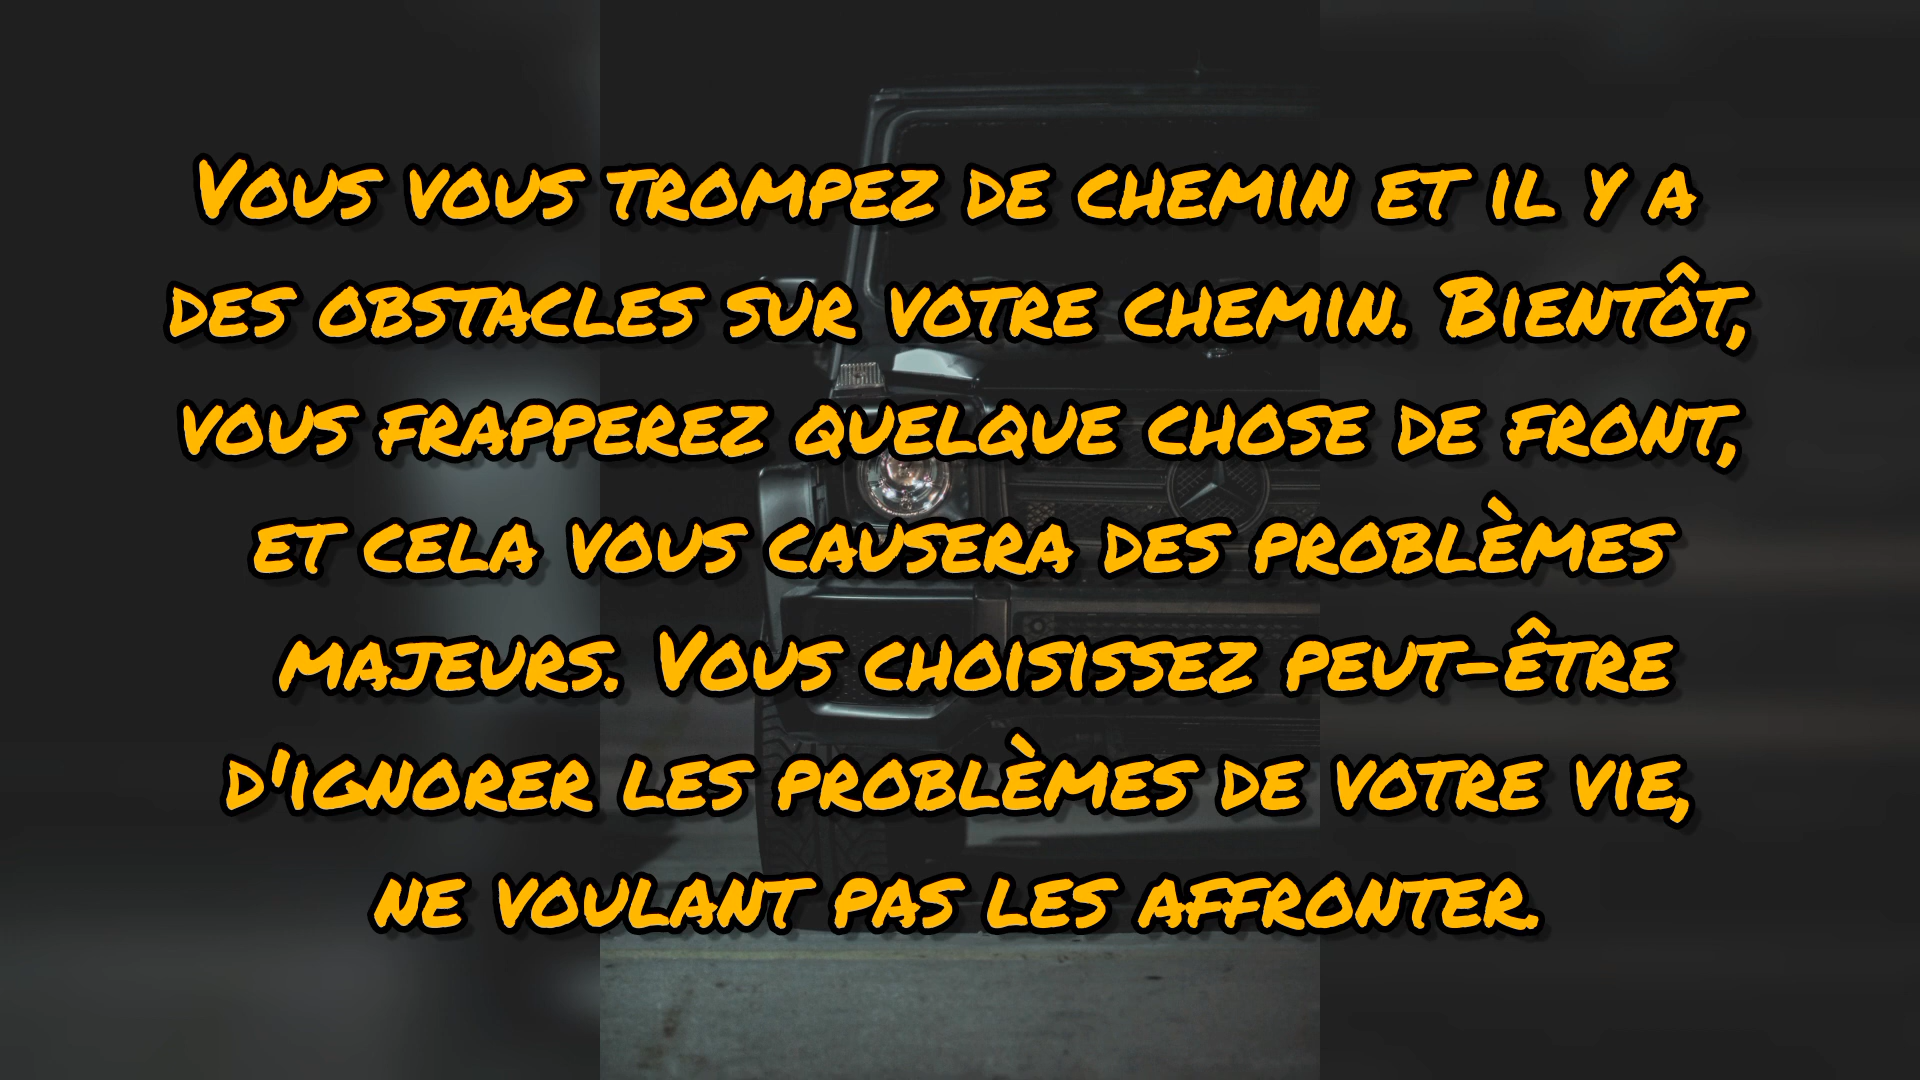 Vous vous trompez de chemin et il y a
des obstacles sur votre chemin. Bientôt,
vous frapperez quelque chose de front,
et cela vous causera des problèmes
majeurs. Vous choisissez peut-être
d'ignorer les problèmes de votre vie,
ne voulant pas les affronter.